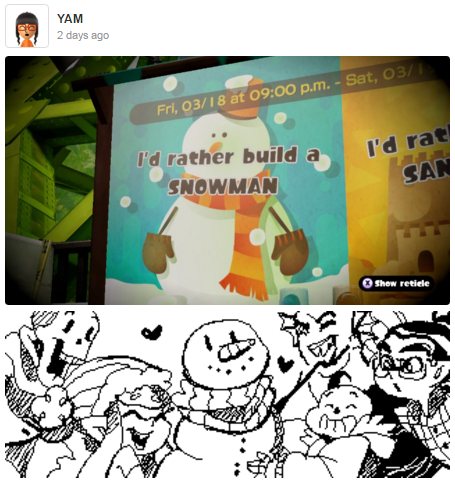 YAM
2 days ago
Fri, 03/18 at 09:00 p.m. - Sat, 03/1
I'd rather build a
SNOWMAN
I'd rat
SAN
X Show reticle